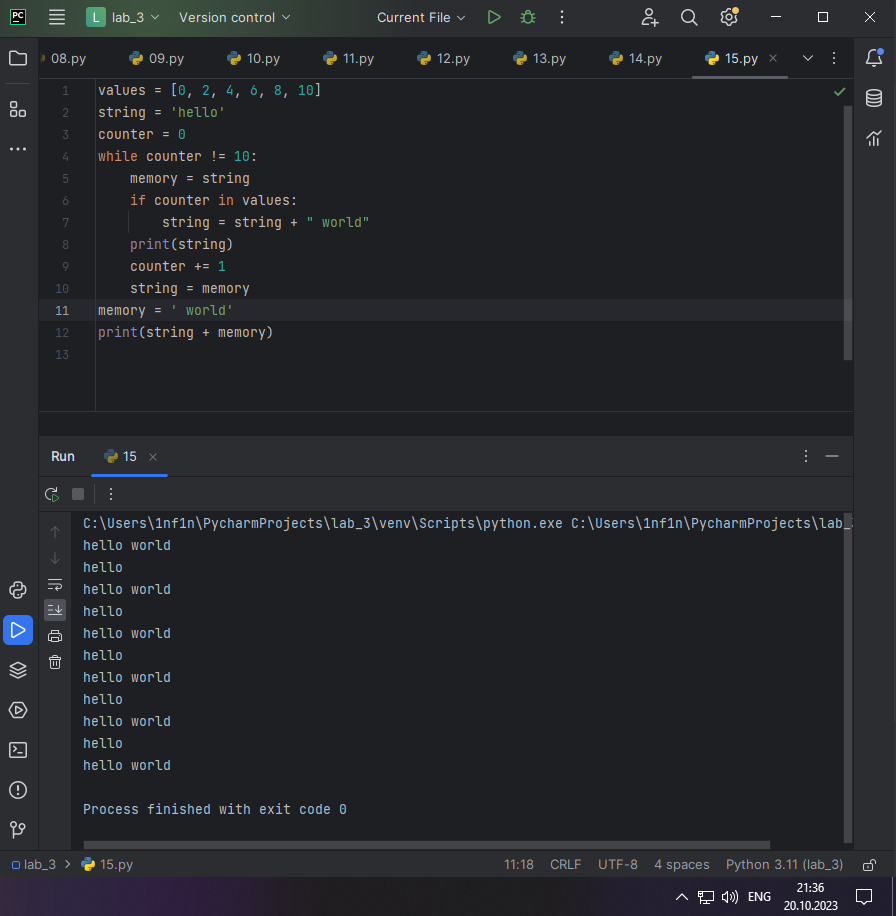 PC L lab_3 Version control Current File
08.py 09.py 10.py 11.py 12.py 13.py 14.py 15.py
1 values = [0, 2, 4, 6, 8, 10]
2 string = 'hello'
3 counter = 0
4 while counter != 10:
5     memory = string
6     if counter in values:
7         string = string + " world"
8     print(string)
9     counter += 1
10     string = memory
11 memory = ' world'
12 print(string + memory)
13
Run 15
C:\Users\1nf1n\PycharmProjects\lab_3\venv\Scripts\python.exe C:\Users\1nf1n\PycharmProjects\lab_3
hello world
hello
hello world
hello
hello world
hello
hello world
hello
hello world
hello
hello world
Process finished with exit code 0
lab_3 15.py 11:18 CRLF UTF-8 4 spaces Python 3.11 (lab_3)
ENG 21:36
20.10.2023